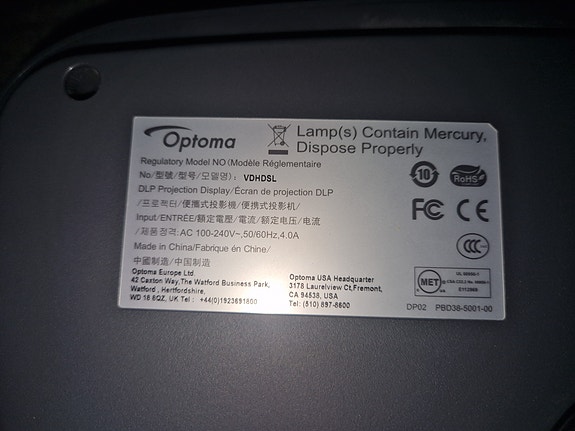 Optoma
Lamp(s) Contain Mercury,
Dispose Properly
Regulatory Model NO (Modèle Réglementaire
No/型號/型号/모델명): VDHDSL
DLP Projection Display/Écran de projection DLP
/프로젝터/便攜式投影機/便携式投影机/
Input/ENTRÉE/額定電壓/電流/额定电压/电流
/제품정격: AC 100-240V~,50/60Hz,4.0A
Made in China/Fabriqué en Chine/
中國制造/中国制造
Optoma Europe Ltd.
42 Caxton Way,The Watford Business Park,
Watford , Hertfordshire,
WD 18 8QZ, UK Tel : +44(0)1923691800
Optoma USA Headquarter
3178 Laurelview Ct,Fremont,
CA 94538, USA
Tel: (510) 897-8600
10
RoHS
FC CE
CCC
MET
DP02 PBD36-5001-00